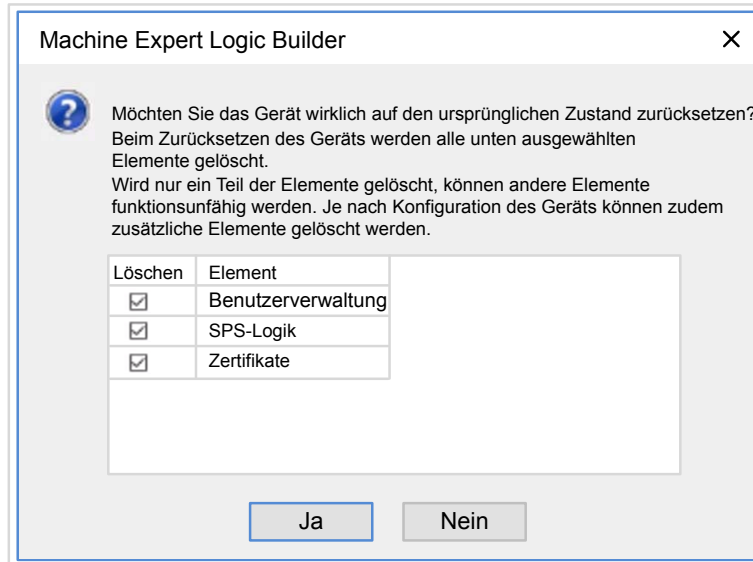 Machine Expert Logic Builder
Möchten Sie das Gerät wirklich auf den ursprünglichen Zustand zurücksetzen?
Beim Zurücksetzen des Geräts werden alle unten ausgewählten
Elemente gelöscht.
Wird nur ein Teil der Elemente gelöscht, können andere Elemente
funktionsunfähig werden. Je nach Konfiguration des Geräts können zudem
zusätzliche Elemente gelöscht werden.
Löschen Element
Benutzerverwaltung
SPS-Logik
Zertifikate
Ja Nein